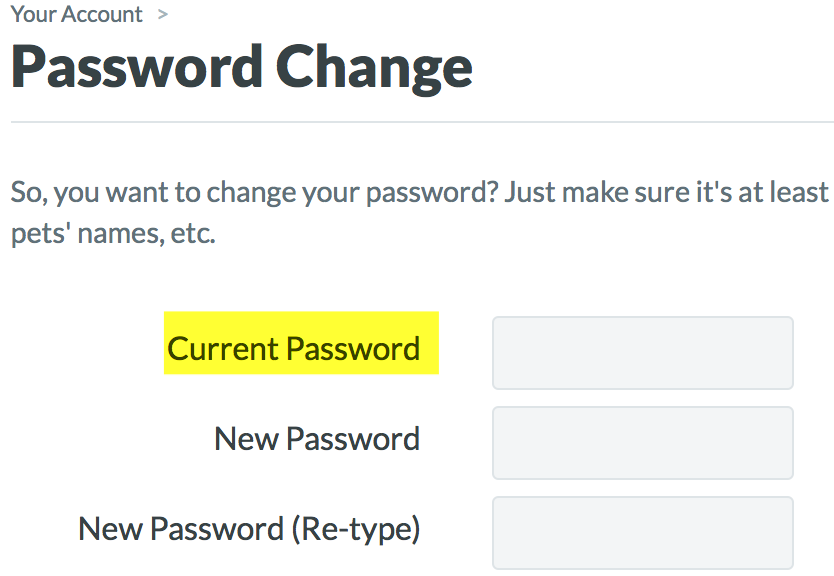 Your Account >
Password Change
So, you want to change your password? Just make sure it's at least
pets' names, etc.
Current Password
New Password
New Password (Re-type)